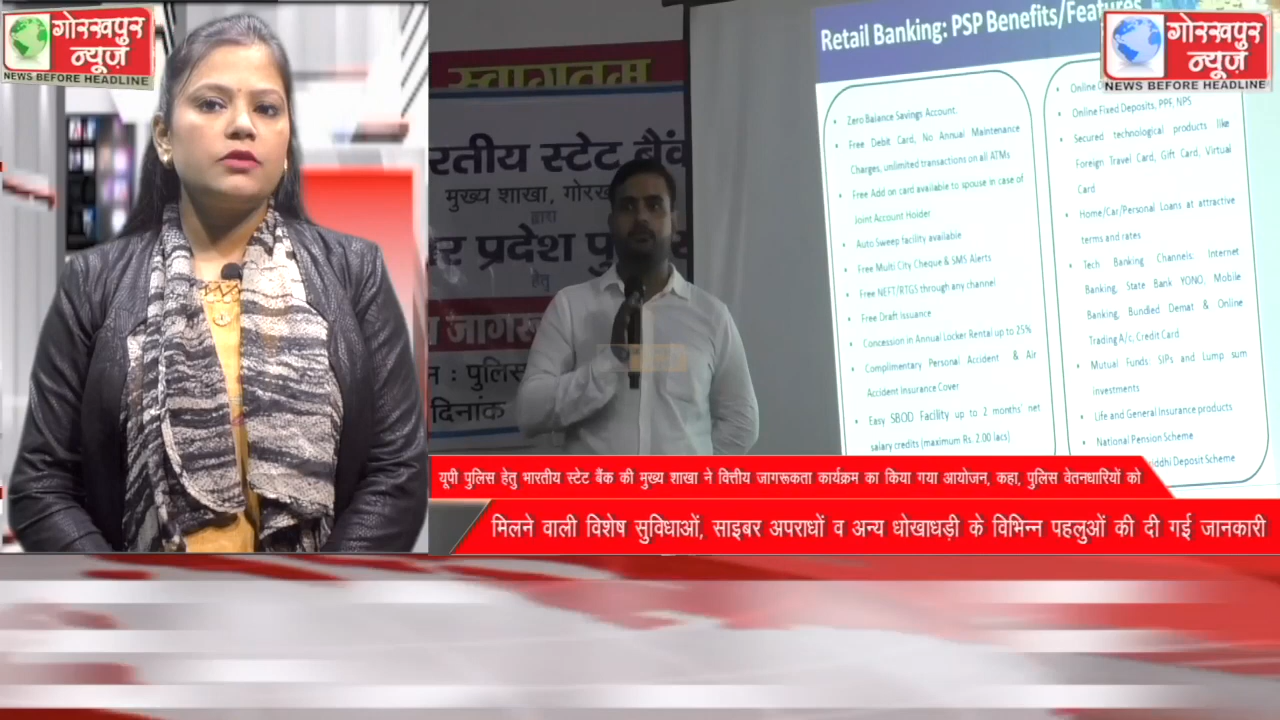 गोरखपुर
न्यूज़
NEWS BEFORE HEADLINE
गोरखपुर
न्यूज़
NEWS BEFORE HEADLINE
स्वागतम
रतीय स्टेट बैंक
मुख्य शाखा, गोरख
द्वारा
र प्रदेश पु
हेतु
जागरू
न : पुलिस
दिनांक
Retail Banking: PSP Benefits/Features
Zero Balance Savings Account.
Free Debit Card, No Annual Maintenance
Charges, unlimited transactions on all ATMs
Free Add on card available to spouse in case of
Joint Account Holder
Auto Sweep facility available
Free Multi City Cheque & SMS Alerts
Free NEFT/RTGS through any channel
Free Draft issuance
Concession in Annual Locker Rental up to 25%
Complimentary Personal Accident & Air
Accident Insurance Cover
Easy SBOD Facility up to 2 months' net
salary credits (maximum Rs. 2.00 lacs)
Online
Online Fixed Deposits, PPF, NPS
Secured technological products like
Foreign Travel Card, Gift Card, Virtual
Card
Home/Car/Personal Loans at attractive
terms and rates
Tech Banking Channels: Internet
Banking, State Bank YONO, Mobile
Banking, Bundled Demat & Online
Trading A/c, Credit Card
Mutual Funds: SIPs and Lump sum
investments
Life and General Insurance products
National Pension Scheme
iddhi Deposit Scheme
यूपी पुलिस हेतु भारतीय स्टेट बैंक की मुख्य शाखा ने वित्तीय जागरूकता कार्यक्रम का किया गया आयोजन, कहा, पुलिस वेतनधारियों को
मिलने वाली विशेष सुविधाओं, साइबर अपराधों व अन्य धोखाधड़ी के विभिन्न पहलुओं की दी गई जानकारी